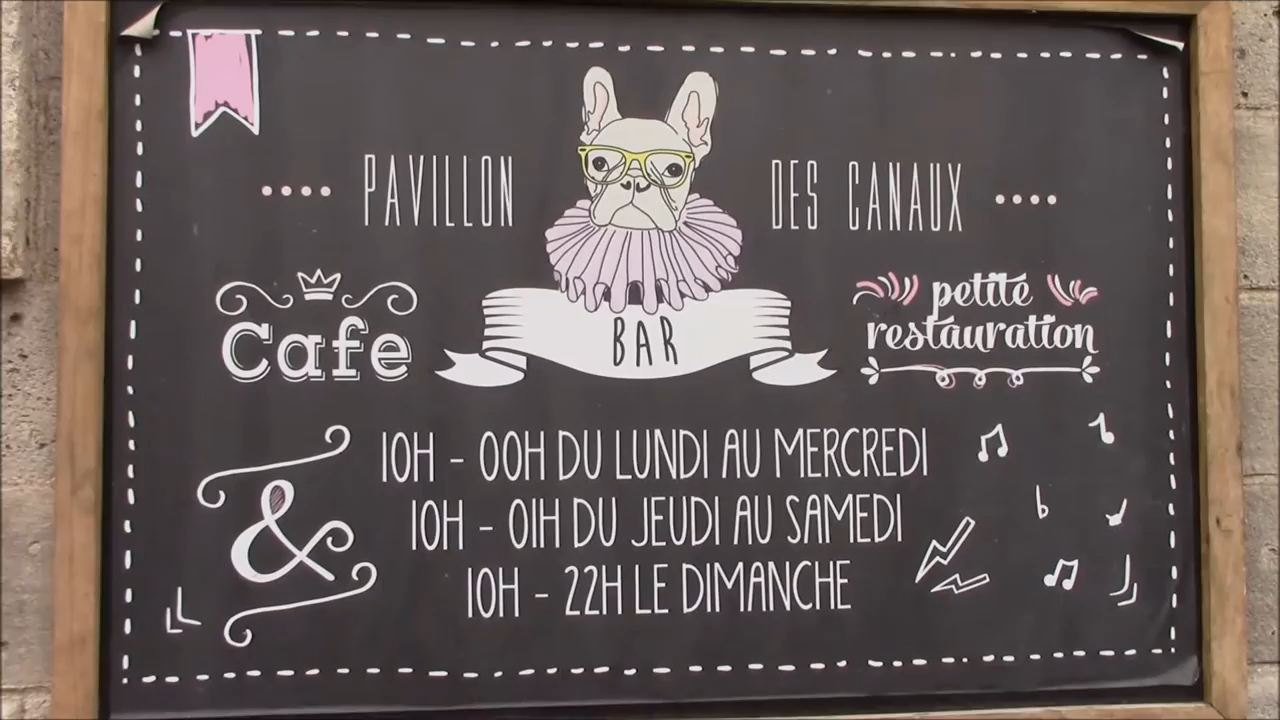 PAVILLON DES CANAUX
Cafe
BAR
petite
restauration
&
10H - 00H DU LUNDI AU MERCREDI
10H - 01H DU JEUDI AU SAMEDI
10H - 22H LE DIMANCHE